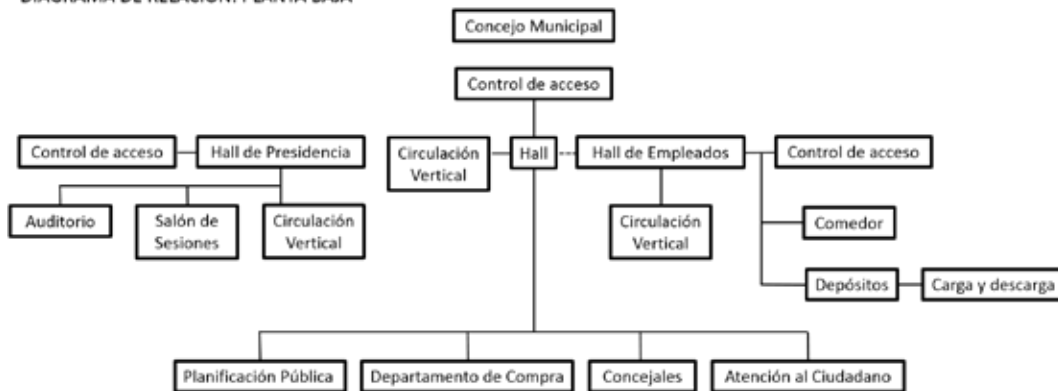 DIAGRAMA DE RELACIÓN: PLANTA BAJA
Concejo Municipal
Control de acceso
Control de acceso
Hall de Presidencia
Circulación
Vertical
Hall
Hall de Empleados
Control de acceso
Auditorio
Salón de
Sesiones
Circulación
Vertical
Circulación
Vertical
Comedor
Depósitos
Carga y descarga
Planificación Pública
Departamento de Compra
Concejales
Atención al Ciudadano